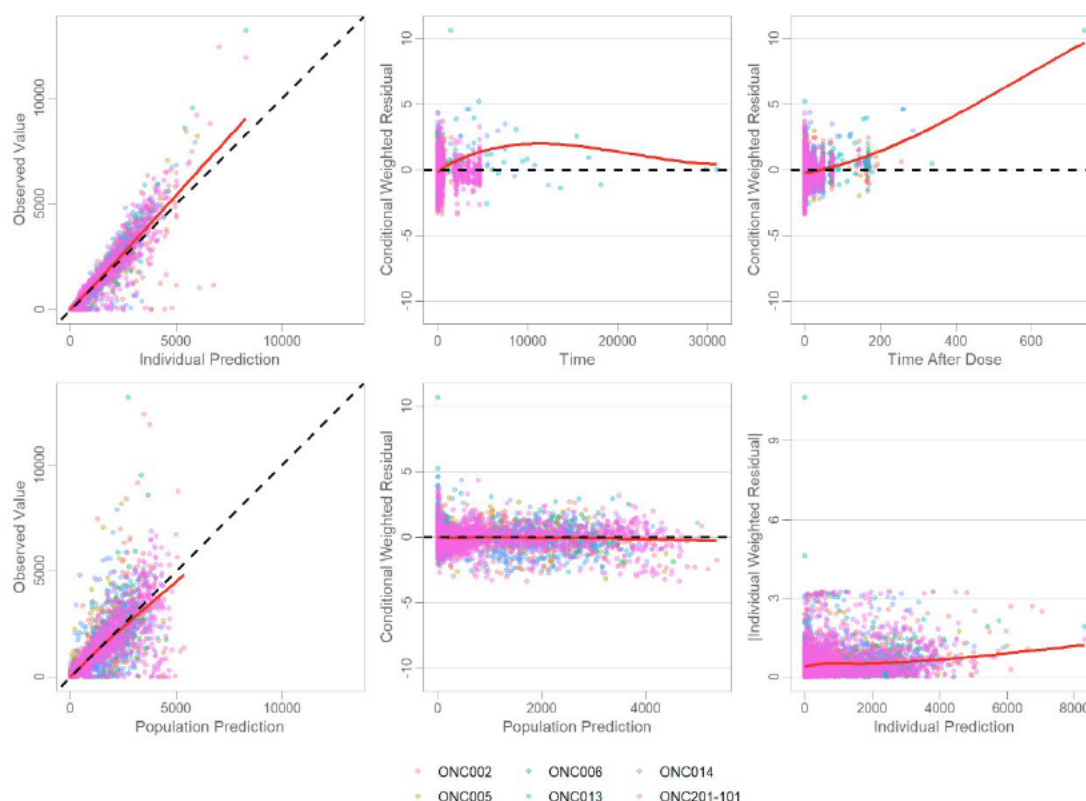 Observed Value
0 5000 10000
0 5000 10000
Individual Prediction
Conditional Weighted Residual
-10 -5 0 5 10
0 10000 20000 30000
Time
Conditional Weighted Residual
-10 -5 0 5 10
0 200 400 600
Time After Dose
Observed Value
0 5000 10000
0 5000 10000
Population Prediction
Conditional Weighted Residual
-10 -5 0 5 10
0 2000 4000
Population Prediction
||Individual Weighted Residual||
0 3 6 9
0 2000 4000 6000 8000
Individual Prediction
ONC002 ONC006 ONC014
ONC005 ONC013 ONC201-101